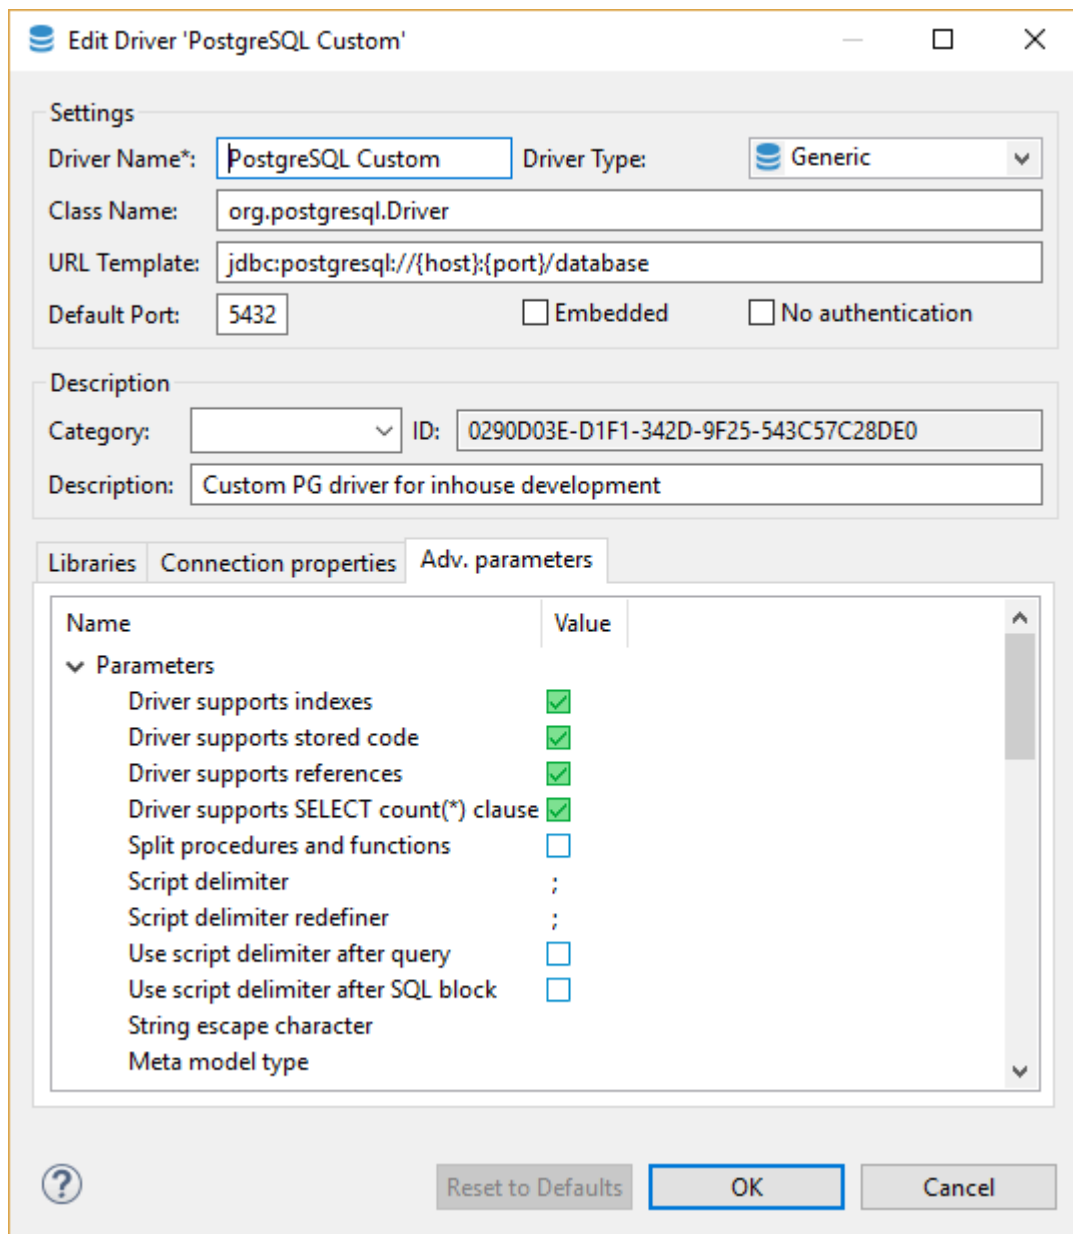 Edit Driver 'PostgreSQL Custom'
Settings
Driver Name*: PostgreSQL Custom Driver Type: Generic
Class Name: org.postgresql.Driver
URL Template: jdbc:postgresql://{host}:{port}/database
Default Port: 5432 Embedded No authentication
Description
Category: ID: 0290D03E-D1F1-342D-9F25-543C57C28DE0
Description: Custom PG driver for inhouse development
Libraries Connection properties Adv. parameters
Name Value
Parameters
Driver supports indexes
Driver supports stored code
Driver supports references
Driver supports SELECT count(*) clause
Split procedures and functions
Script delimiter ;
Script delimiter redefiner ;
Use script delimiter after query
Use script delimiter after SQL block
String escape character
Meta model type
? Reset to Defaults OK Cancel